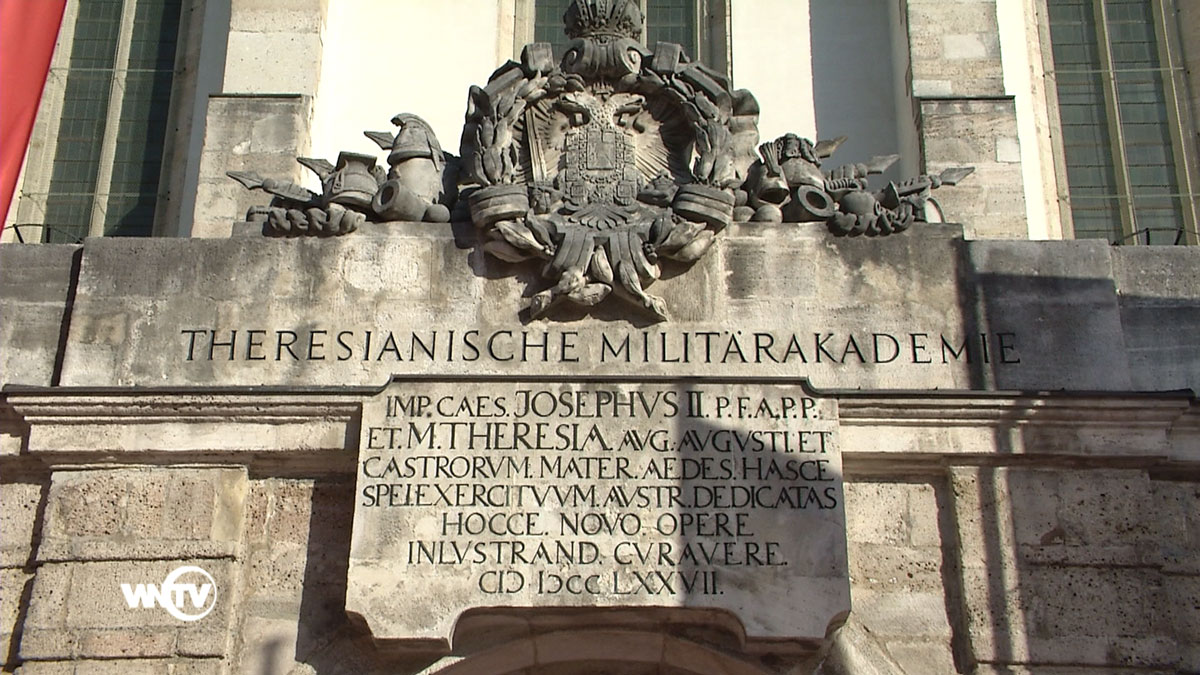 THERESIANISCHE MILITÄRAKADEMIE
IMP. CAES. JOSEPHVS II. P. F. A. P. P.
ET. M. THERESIA. AVG. AVGVSTI. ET
CASTRORVM. MATER. AEDES. HASCE
SPEI. EXERCITVVM. AVSTR. DEDICATAS
HOCCE. NOVO. OPERE
INLVSTRAND. CVRAVERE.
CIↃ IↃCC LXXVII.
WNTV